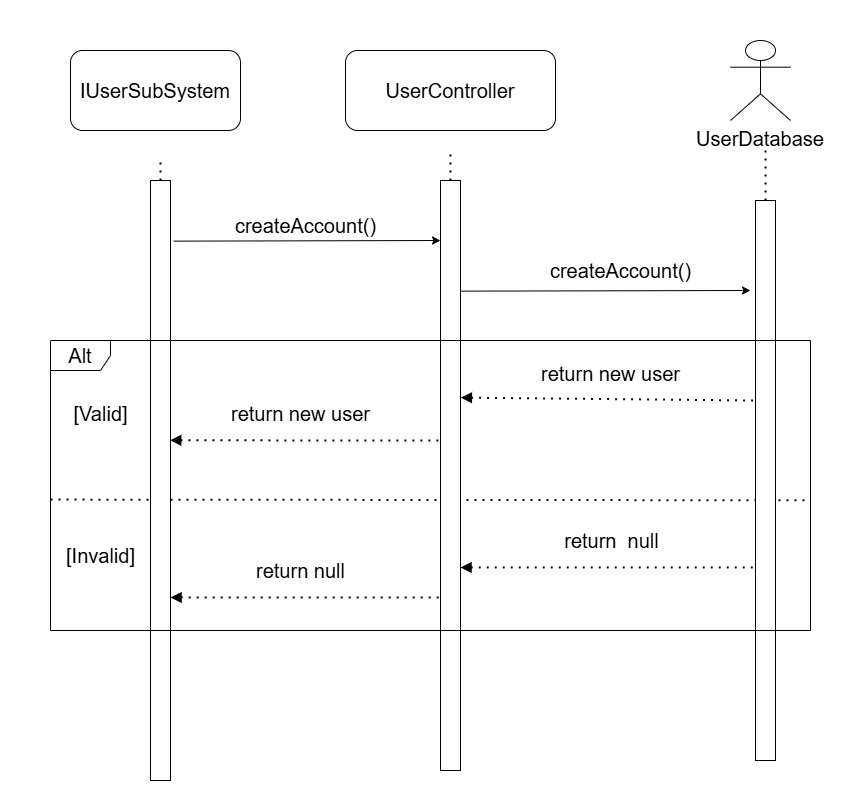 IUserSubSystem
UserController
UserDatabase
createAccount()
createAccount()
Alt
return new user
[Valid]
return new user
return  null
[Invalid]
return null